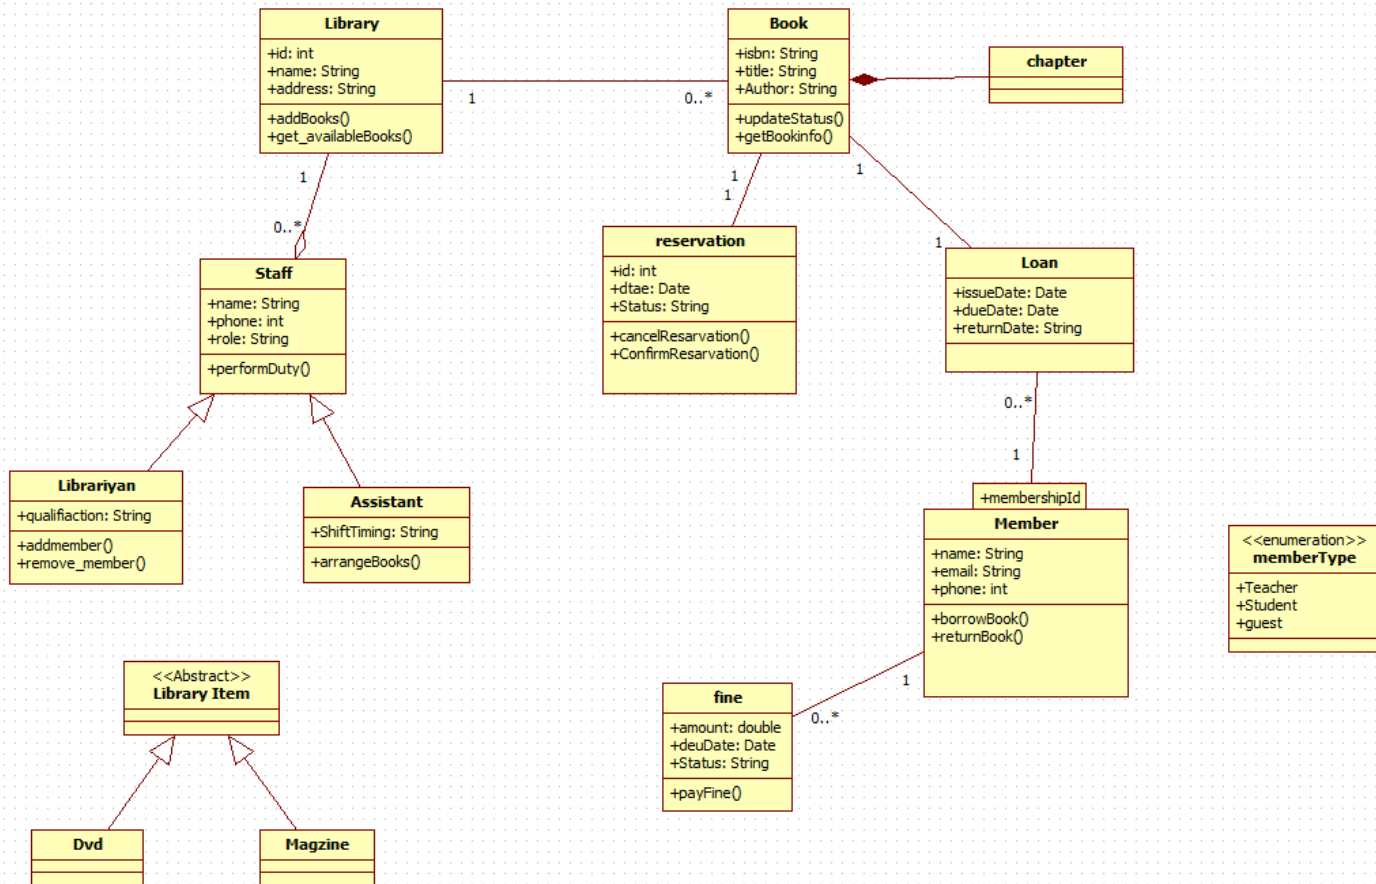 Library
+id: int
+name: String
+address: String
+addBooks()
+get_availableBooks()
1
0..*
Book
+isbn: String
+title: String
+Author: String
+updateStatus()
+getBookinfo()
chapter
1
0..*
1
1
1
1
Staff
+name: String
+phone: int
+role: String
+performDuty()
reservation
+id: int
+dtae: Date
+Status: String
+cancelResarvation()
+ConfirmResarvation()
Loan
+issueDate: Date
+dueDate: Date
+returnDate: String
0..*
1
Librariyan
+qualifiaction: String
+addmember()
+remove_member()
Assistant
+ShiftTiming: String
+arrangeBooks()
+membershipId
Member
+name: String
+email: String
+phone: int
+borrowBook()
+returnBook()
<<enumeration>>
memberType
+Teacher
+Student
+guest
1
0..*
fine
+amount: double
+deuDate: Date
+Status: String
+payFine()
<<Abstract>>
Library Item
Dvd
Magzine